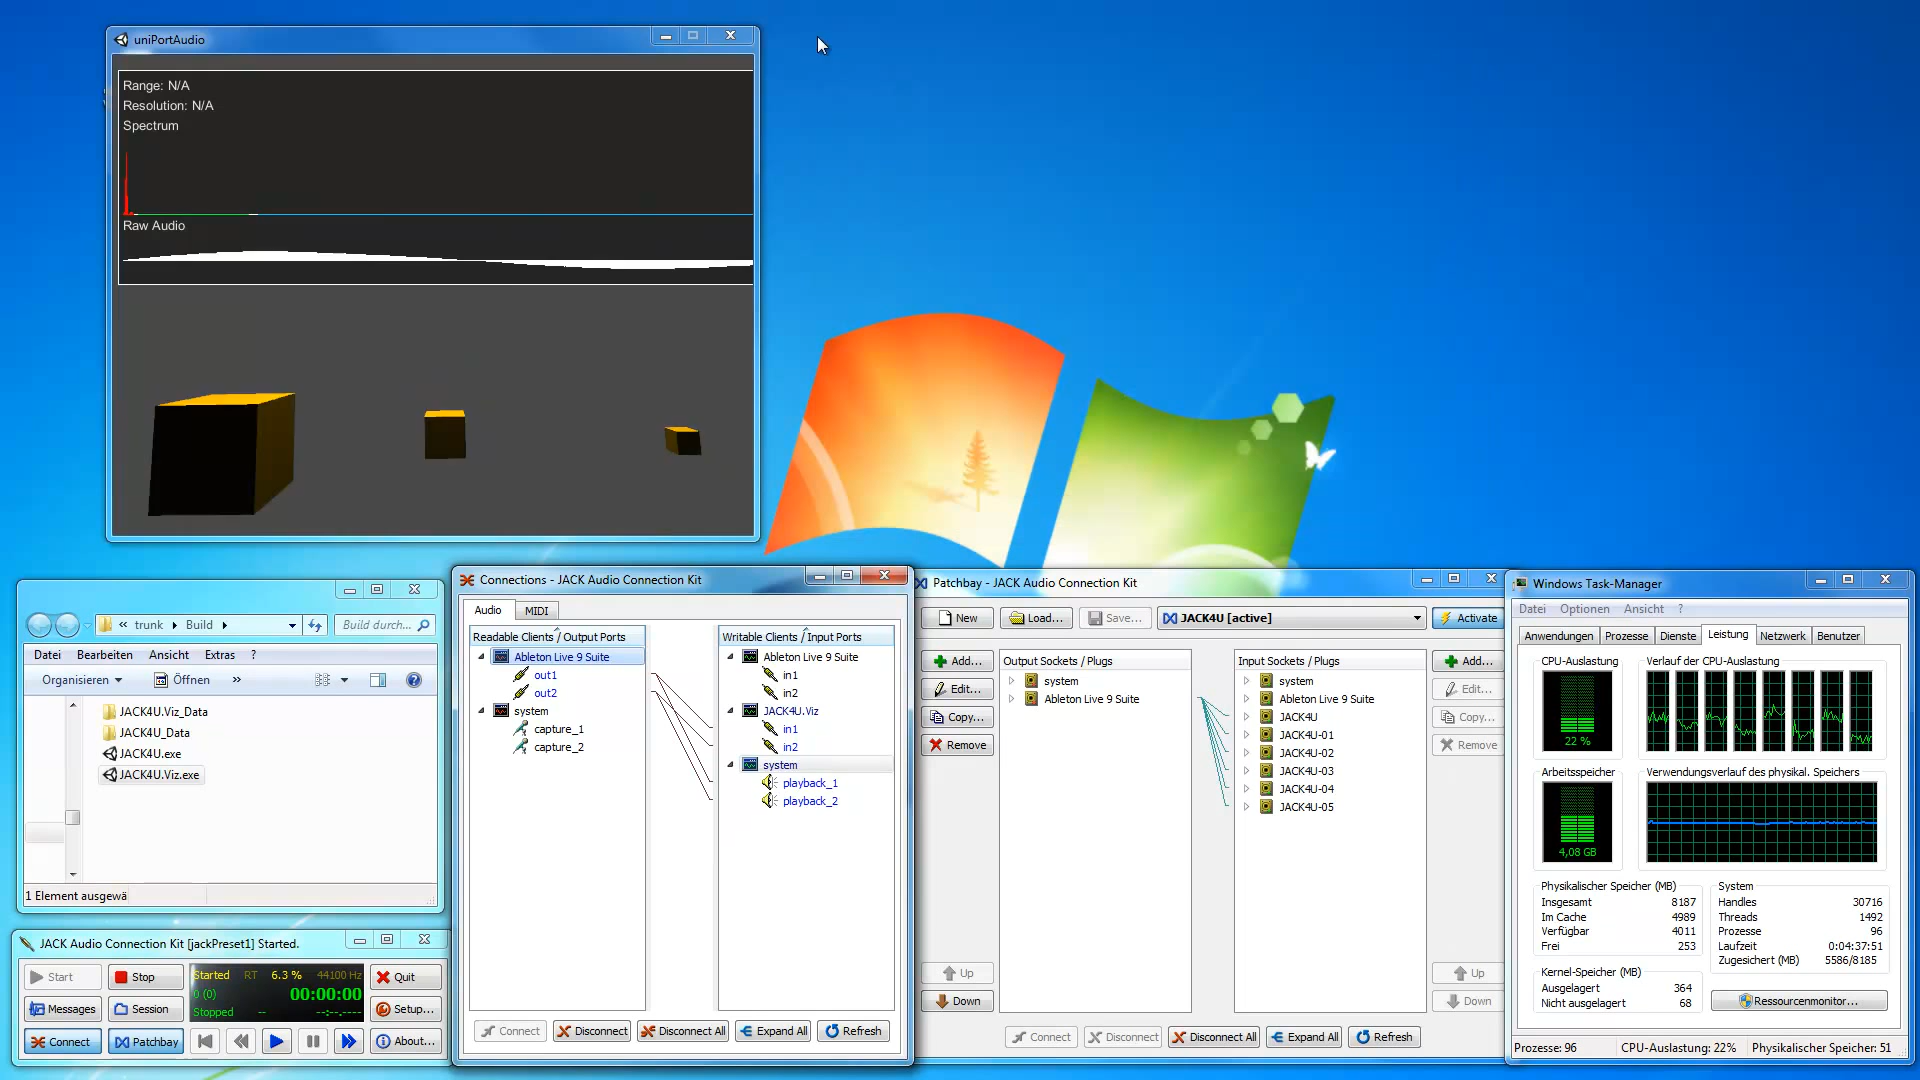 uniPortAudio
Range: N/A
Resolution: N/A
Spectrum
Raw Audio
« trunk ▸ Build ▸
Build durch...
Datei Bearbeiten Ansicht Extras ?
Organisieren Öffnen »
JACK4U.Viz_Data
JACK4U_Data
JACK4U.exe
JACK4U.Viz.exe
1 Element ausgewä
JACK Audio Connection Kit [jackPreset1] Started.
Start Stop Started RT 6.3 % 44100 Hz Quit
Messages Session 0 (0) 00:00:00 Setup...
Stopped -- --:--.----
Connect Patchbay About...
Connections - JACK Audio Connection Kit
Audio MIDI
Readable Clients / Output Ports
Ableton Live 9 Suite
out1
out2
system
capture_1
capture_2
Writable Clients / Input Ports
Ableton Live 9 Suite
in1
in2
JACK4U.Viz
in1
in2
system
playback_1
playback_2
Connect Disconnect Disconnect All Expand All Refresh
Patchbay - JACK Audio Connection Kit
New Load... Save... JACK4U [active] Activate
Add...
Edit...
Copy...
Remove
Up
Down
Output Sockets / Plugs
system
Ableton Live 9 Suite
Input Sockets / Plugs
system
Ableton Live 9 Suite
JACK4U
JACK4U-01
JACK4U-02
JACK4U-03
JACK4U-04
JACK4U-05
Add...
Edit...
Copy...
Remove
Up
Down
Connect Disconnect Disconnect All Expand All Refresh
Windows Task-Manager
Datei Optionen Ansicht ?
Anwendungen Prozesse Dienste Leistung Netzwerk Benutzer
CPU-Auslastung Verlauf der CPU-Auslastung
22 %
Arbeitsspeicher Verwendungsverlauf des physikal. Speichers
4,08 GB
Physikalischer Speicher (MB)
Insgesamt 8187
Im Cache 4989
Verfügbar 4011
Frei 253
Kernel-Speicher (MB)
Ausgelagert 364
Nicht ausgelagert 68
System
Handles 30716
Threads 1492
Prozesse 96
Laufzeit 0:04:37:51
Zugesichert (MB) 5586/8185
Ressourcenmonitor...
Prozesse: 96 CPU-Auslastung: 22% Physikalischer Speicher: 51